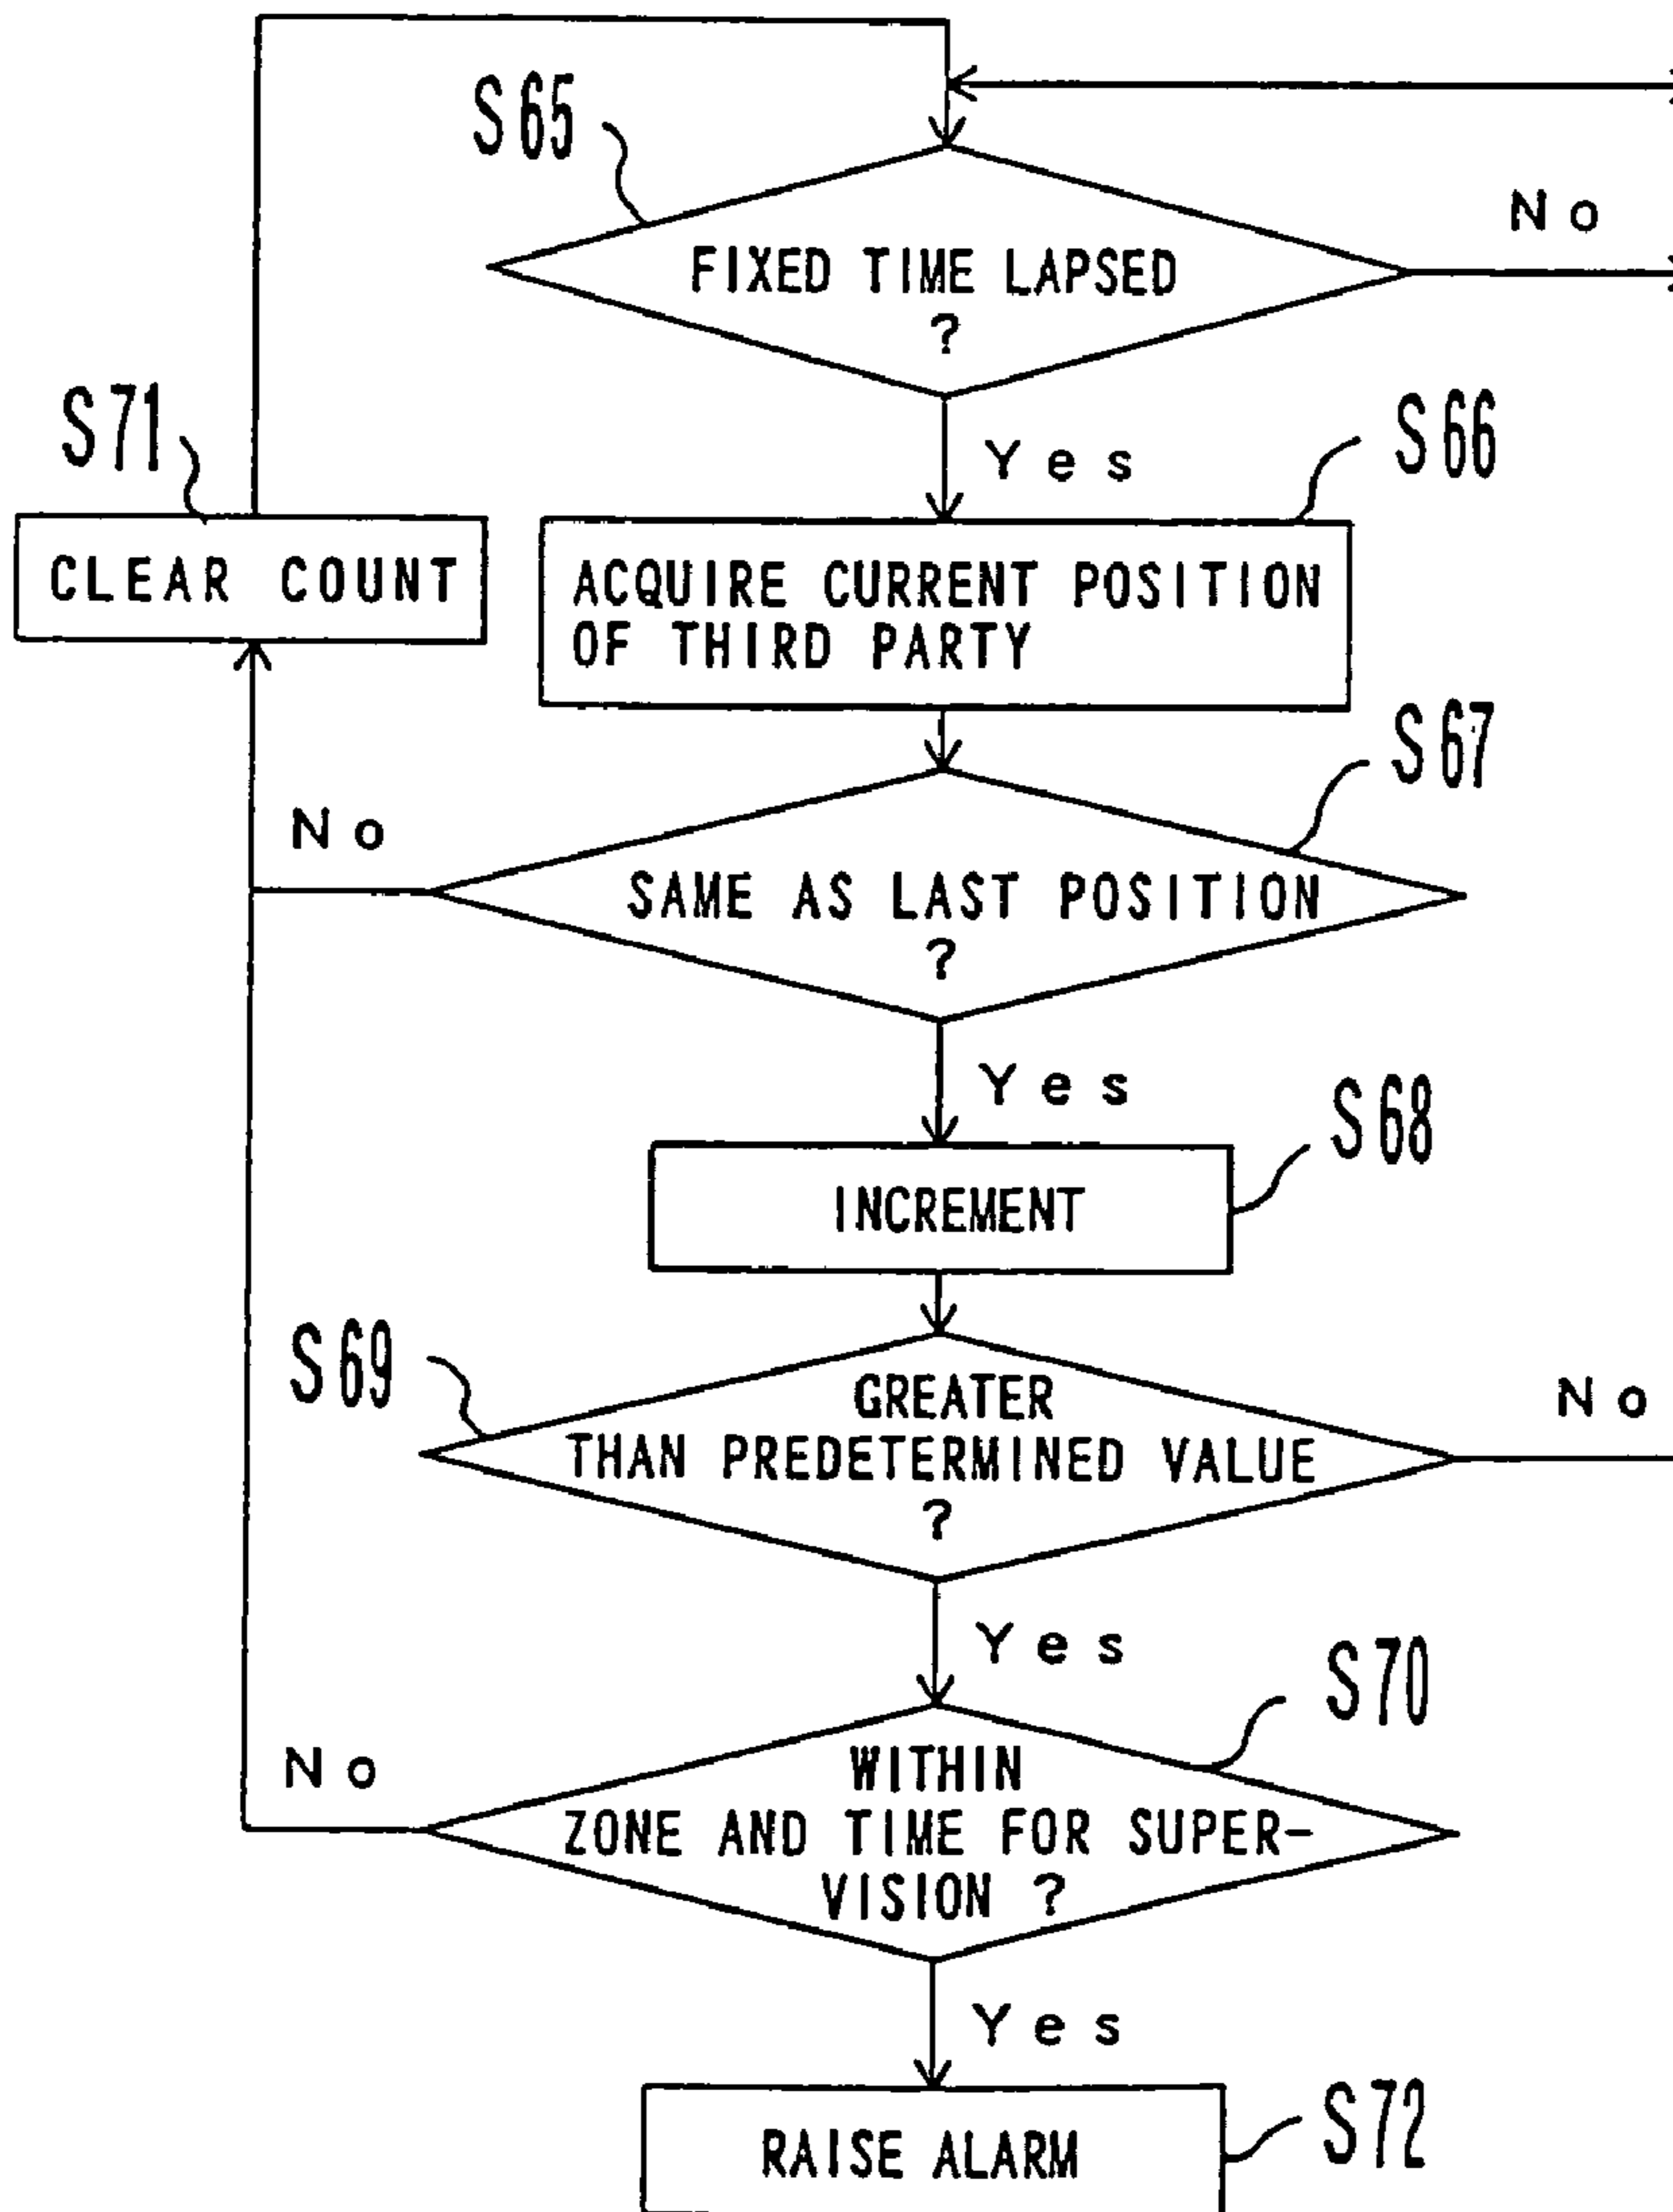 S65
FIXED TIME LAPSED
?
No
Yes
S66
S71
CLEAR COUNT
ACQUIRE CURRENT POSITION
OF THIRD PARTY
S67
No
SAME AS LAST POSITION
?
Yes
S68
INCREMENT
S69
GREATER
THAN PREDETERMINED VALUE
?
No
Yes
S70
No
WITHIN
ZONE AND TIME FOR SUPER-
VISION ?
Yes
RAISE ALARM
S72